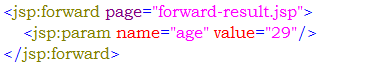 <jsp:forward page="forward-result.jsp">
<jsp:param name="age" value="29"/>
</jsp:forward>